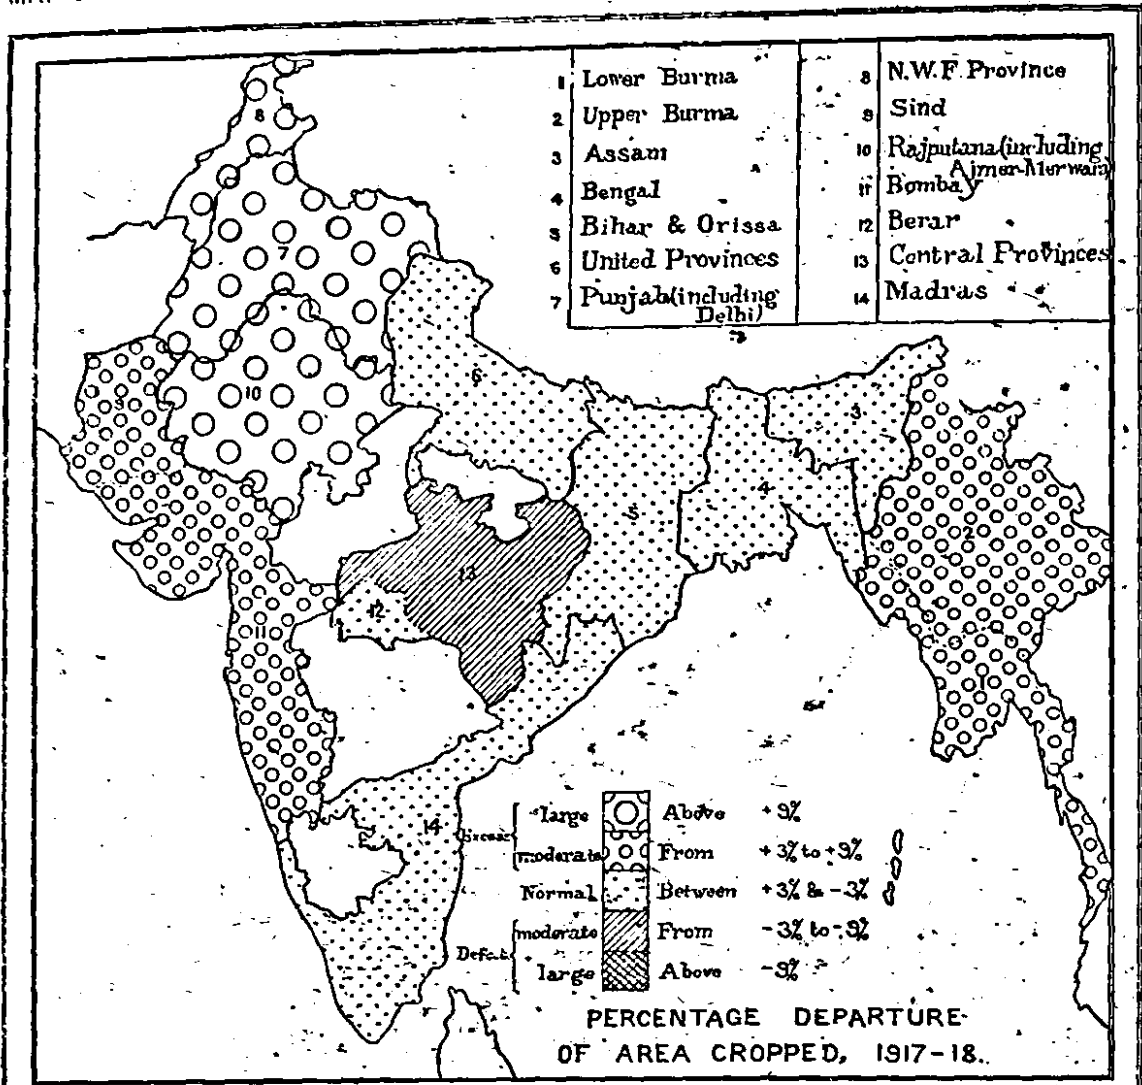 1 Lower Burma
2 Upper Burma
3 Assam
4 Bengal
5 Bihar & Orissa
6 United Provinces
7 Punjab (including
Delhi)
8 N.W.F. Province
9 Sind
10 Rajputana (including
Ajmer-Merwara)
11 Bombay
12 Berar
13 Central Provinces
14 Madras
8
7
10
9
6
3
4
5
2
13
12
11
1
14
Excess
large Above +9%
moderate From +3% to +9%
Normal Between +3% & -3%
Defect
moderate From -3% to -9%
large Above -9%
PERCENTAGE DEPARTURE
OF AREA CROPPED, 1917-18.